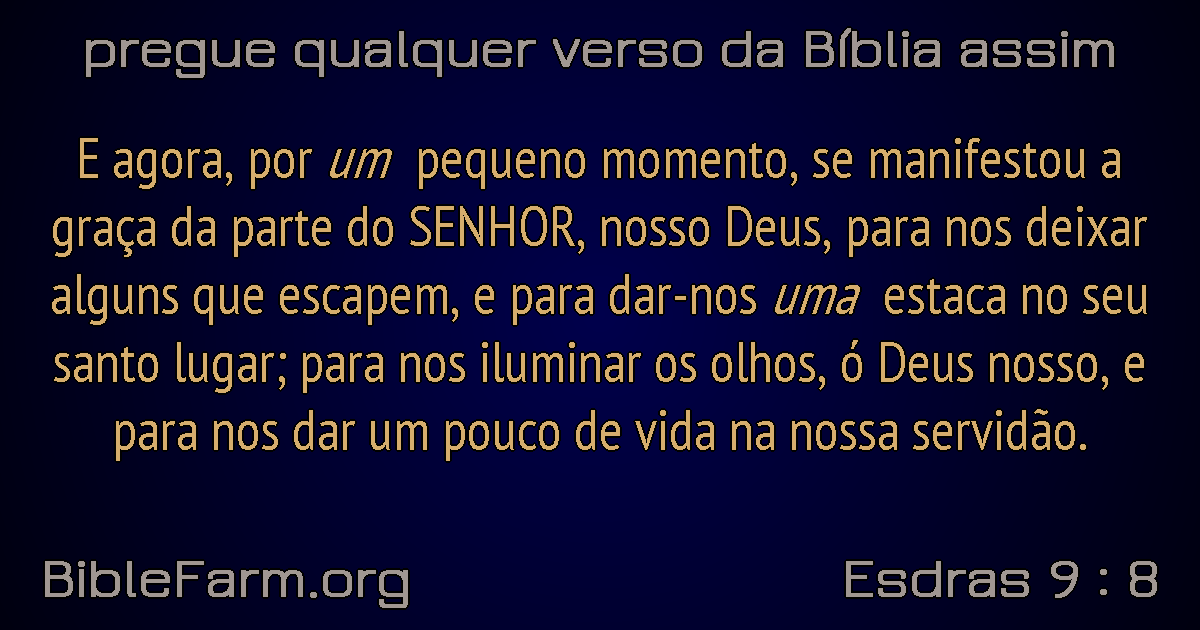 pregue qualquer verso da Bíblia assim
E agora, por um pequeno momento, se manifestou a
graça da parte do SENHOR, nosso Deus, para nos deixar
alguns que escapem, e para dar-nos uma estaca no seu
santo lugar; para nos iluminar os olhos, ó Deus nosso, e
para nos dar um pouco de vida na nossa servidão.
BibleFarm.org
Esdras 9 : 8